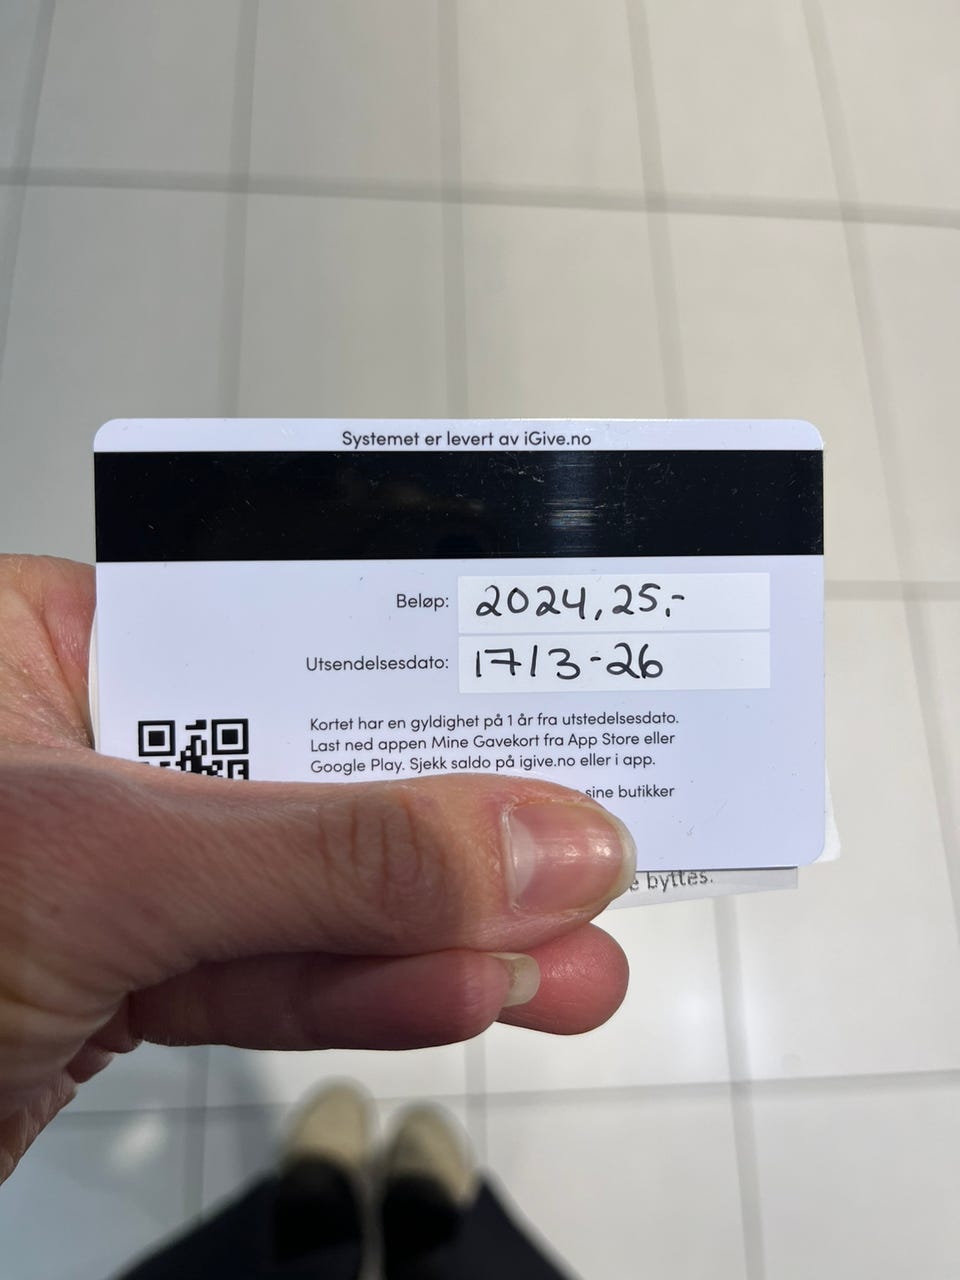 Systemet er levert av iGive.no
Beløp: 2024,25,-
Utsendelsesdato: 17/3-26
Kortet har en gyldighet på 1 år fra utstedelsesdato.
Last ned appen Mine Gavekort fra App Store eller
Google Play. Sjekk saldo på igive.no eller i app.
sine butikker
byttes.